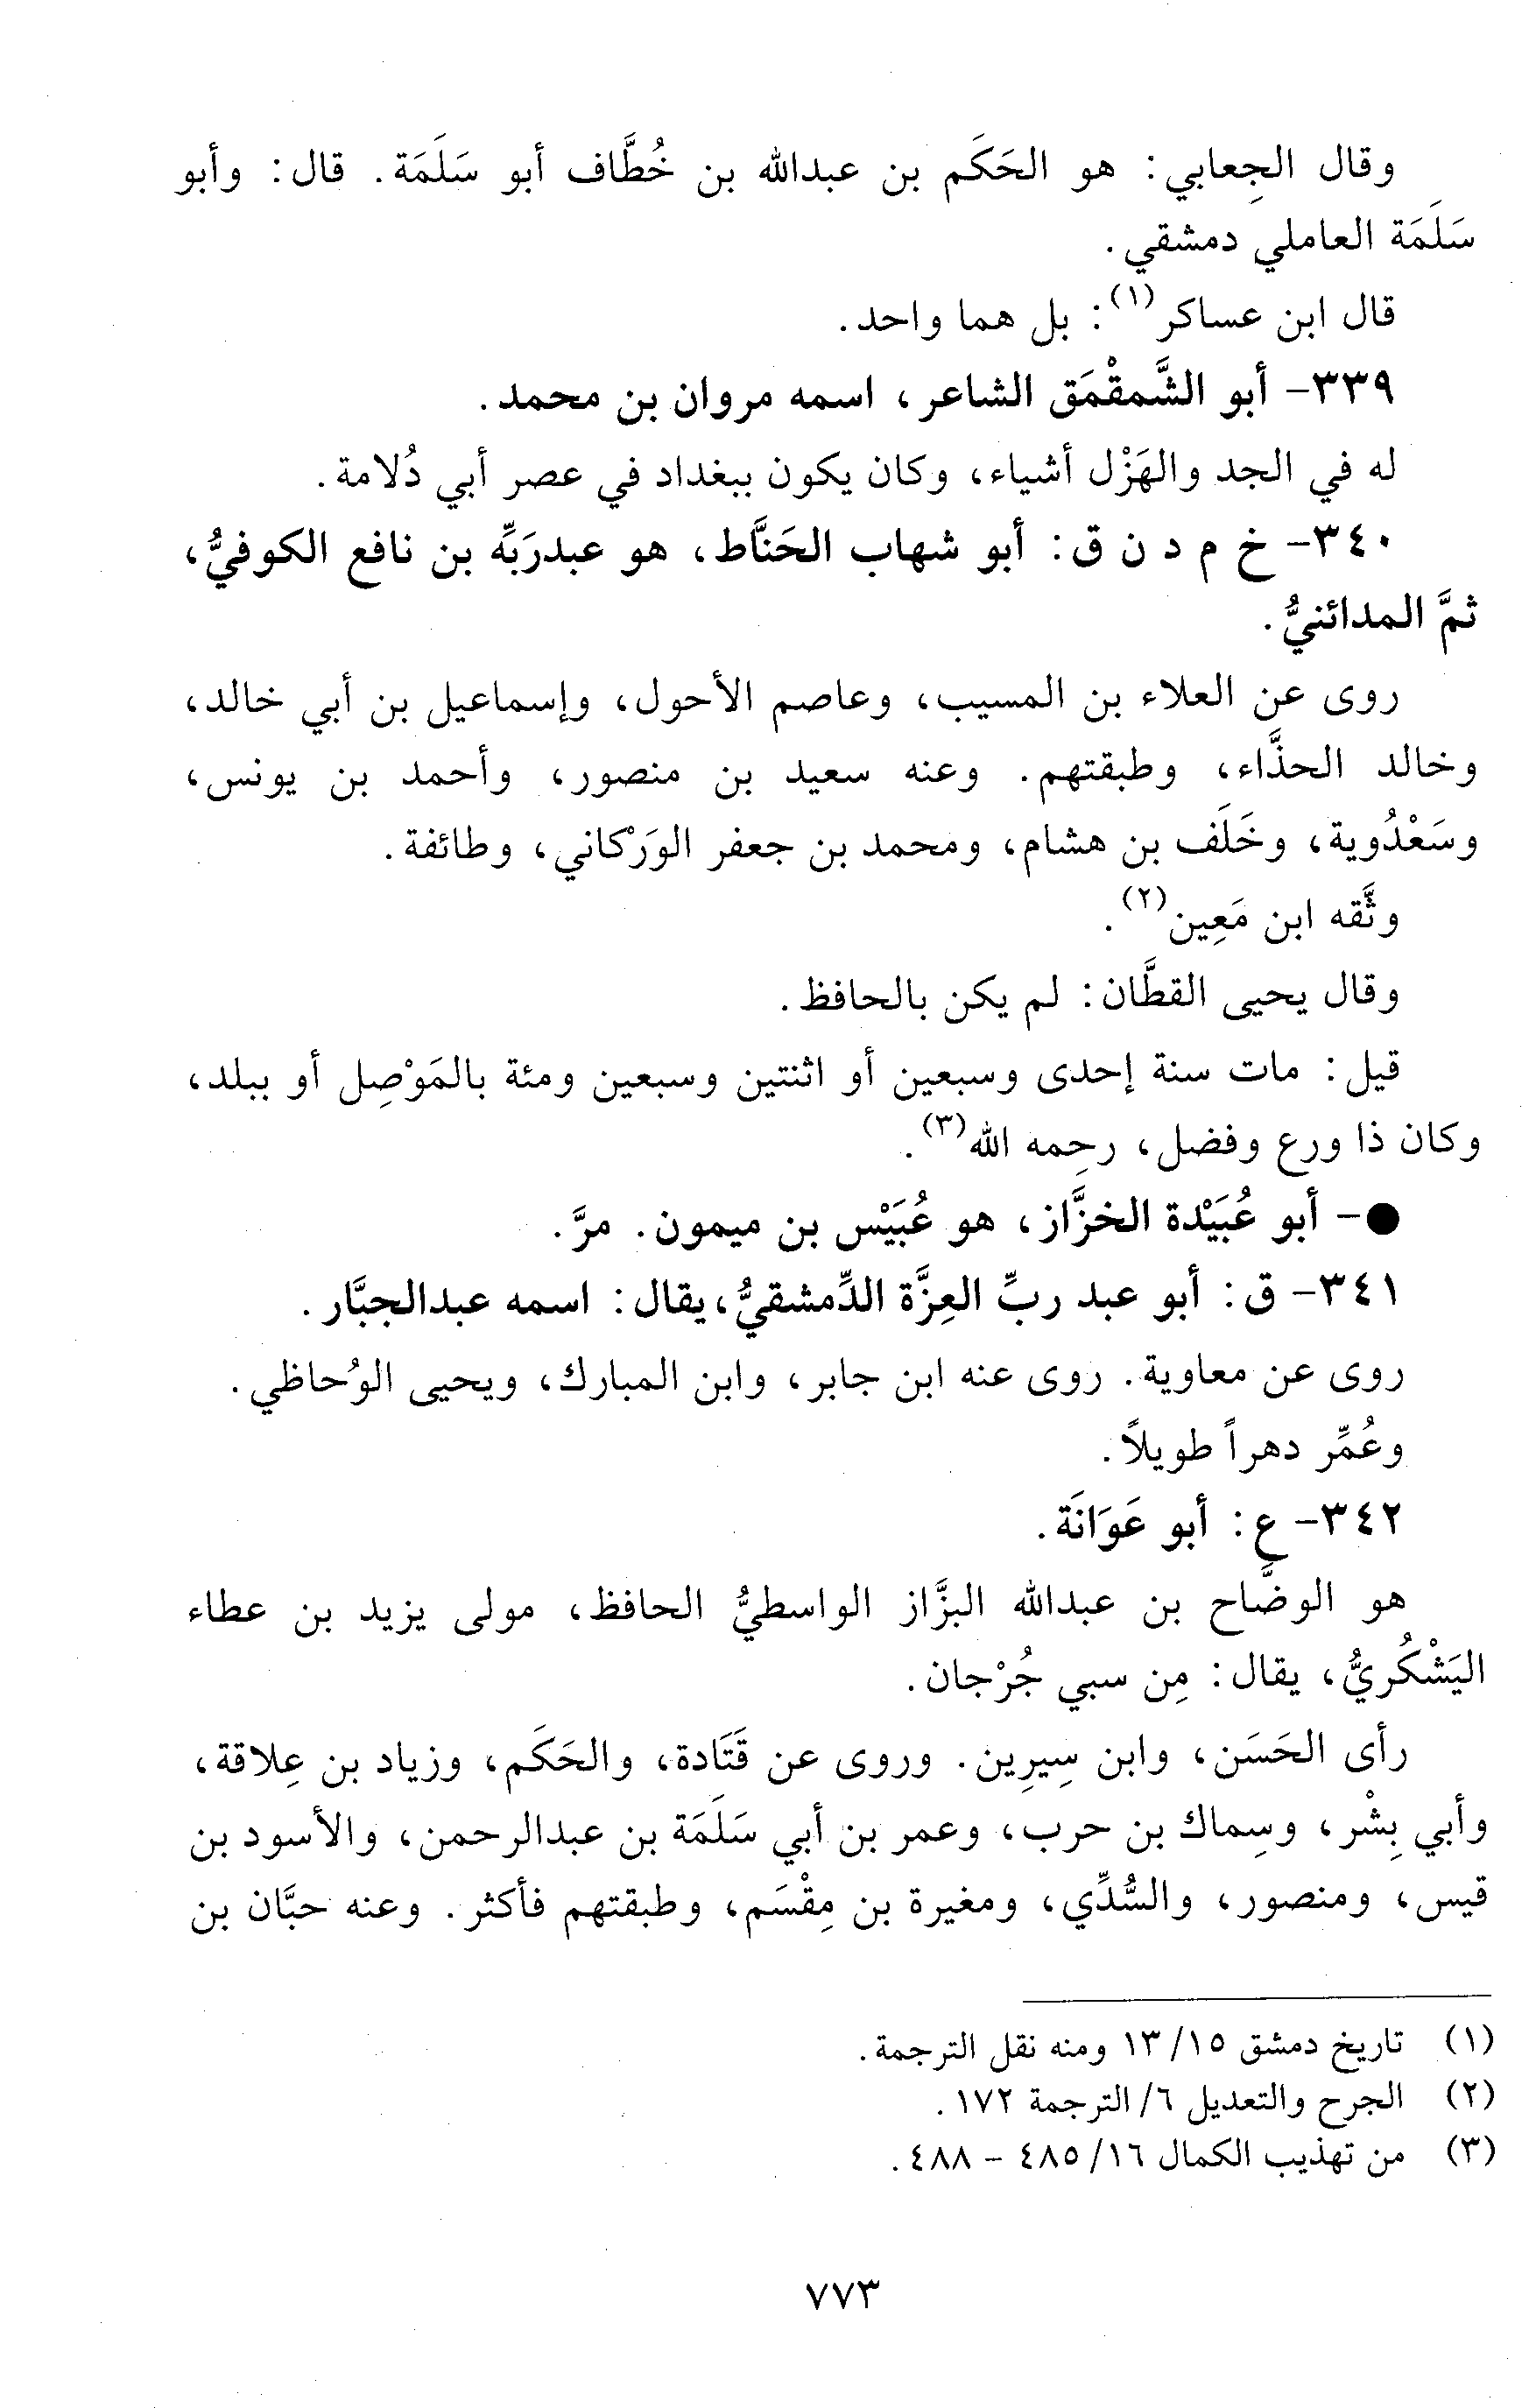 وقال الجِعابي: هو الحَكَم بن عبدالله بن خُطَّاف أبو سَلَمَة. قال: وأبو
سَلَمَة العاملي دمشقي.
قال ابن عساكر(١): بل هما واحد.
٣٣٩- أبو الشَّمقْمَق الشاعر، اسمه مروان بن محمد.
له في الجد والهَزْل أشياء، وكان يكون ببغداد في عصر أبي دُلامة.
٣٤٠- خ م د ن ق: أبو شهاب الحَنَّاط، هو عبدرَبِّه بن نافع الكوفيُّ،
ثمَّ المدائنيُّ.
روى عن العلاء بن المسيب، وعاصم الأحول، وإسماعيل بن أبي خالد،
وخالد الحذَّاء، وطبقتهم. وعنه سعيد بن منصور، وأحمد بن يونس،
وسَعْدُوية، وخَلَف بن هشام، ومحمد بن جعفر الوَرْكاني، وطائفة.
وثَّقه ابن مَعِين(٢).
وقال يحيى القطَّان: لم يكن بالحافظ.
قيل: مات سنة إحدى وسبعين أو اثنتين وسبعين ومئة بالمَوْصِل أو ببلد،
وكان ذا ورع وفضل، رحمه الله(٣).
●- أبو عُبَيْدة الخزَّاز، هو عُبَيْس بن ميمون. مرَّ.
٣٤١- ق: أبو عبد ربِّ العِزَّة الدِّمشقيُّ، يقال: اسمه عبدالجبَّار.
روى عن معاوية. روى عنه ابن جابر، وابن المبارك، ويحيى الوُحاظي.
وعُمِّر دهراً طويلاً.
٣٤٢- ع: أبو عَوَانَة.
هو الوضَّاح بن عبدالله البزَّاز الواسطيُّ الحافظ، مولى يزيد بن عطاء
اليَشْكُريُّ، يقال: مِن سبي جُرْجان.
رأى الحَسَن، وابن سِيرِين. وروى عن قَتَادة، والحَكَم، وزياد بن عِلاقة،
وأبي بِشْر، وسِماك بن حرب، وعمر بن أبي سَلَمَة بن عبدالرحمن، والأسود بن
قيس، ومنصور، والسُّدِّي، ومغيرة بن مِقْسَم، وطبقتهم فأكثر. وعنه حبَّان بن
(١) تاريخ دمشق ١٥/ ١٣ ومنه نقل الترجمة.
(٢) الجرح والتعديل ٦/ الترجمة ١٧٢.
(٣) من تهذيب الكمال ١٦/ ٤٨٥ - ٤٨٨.
٧٧٣